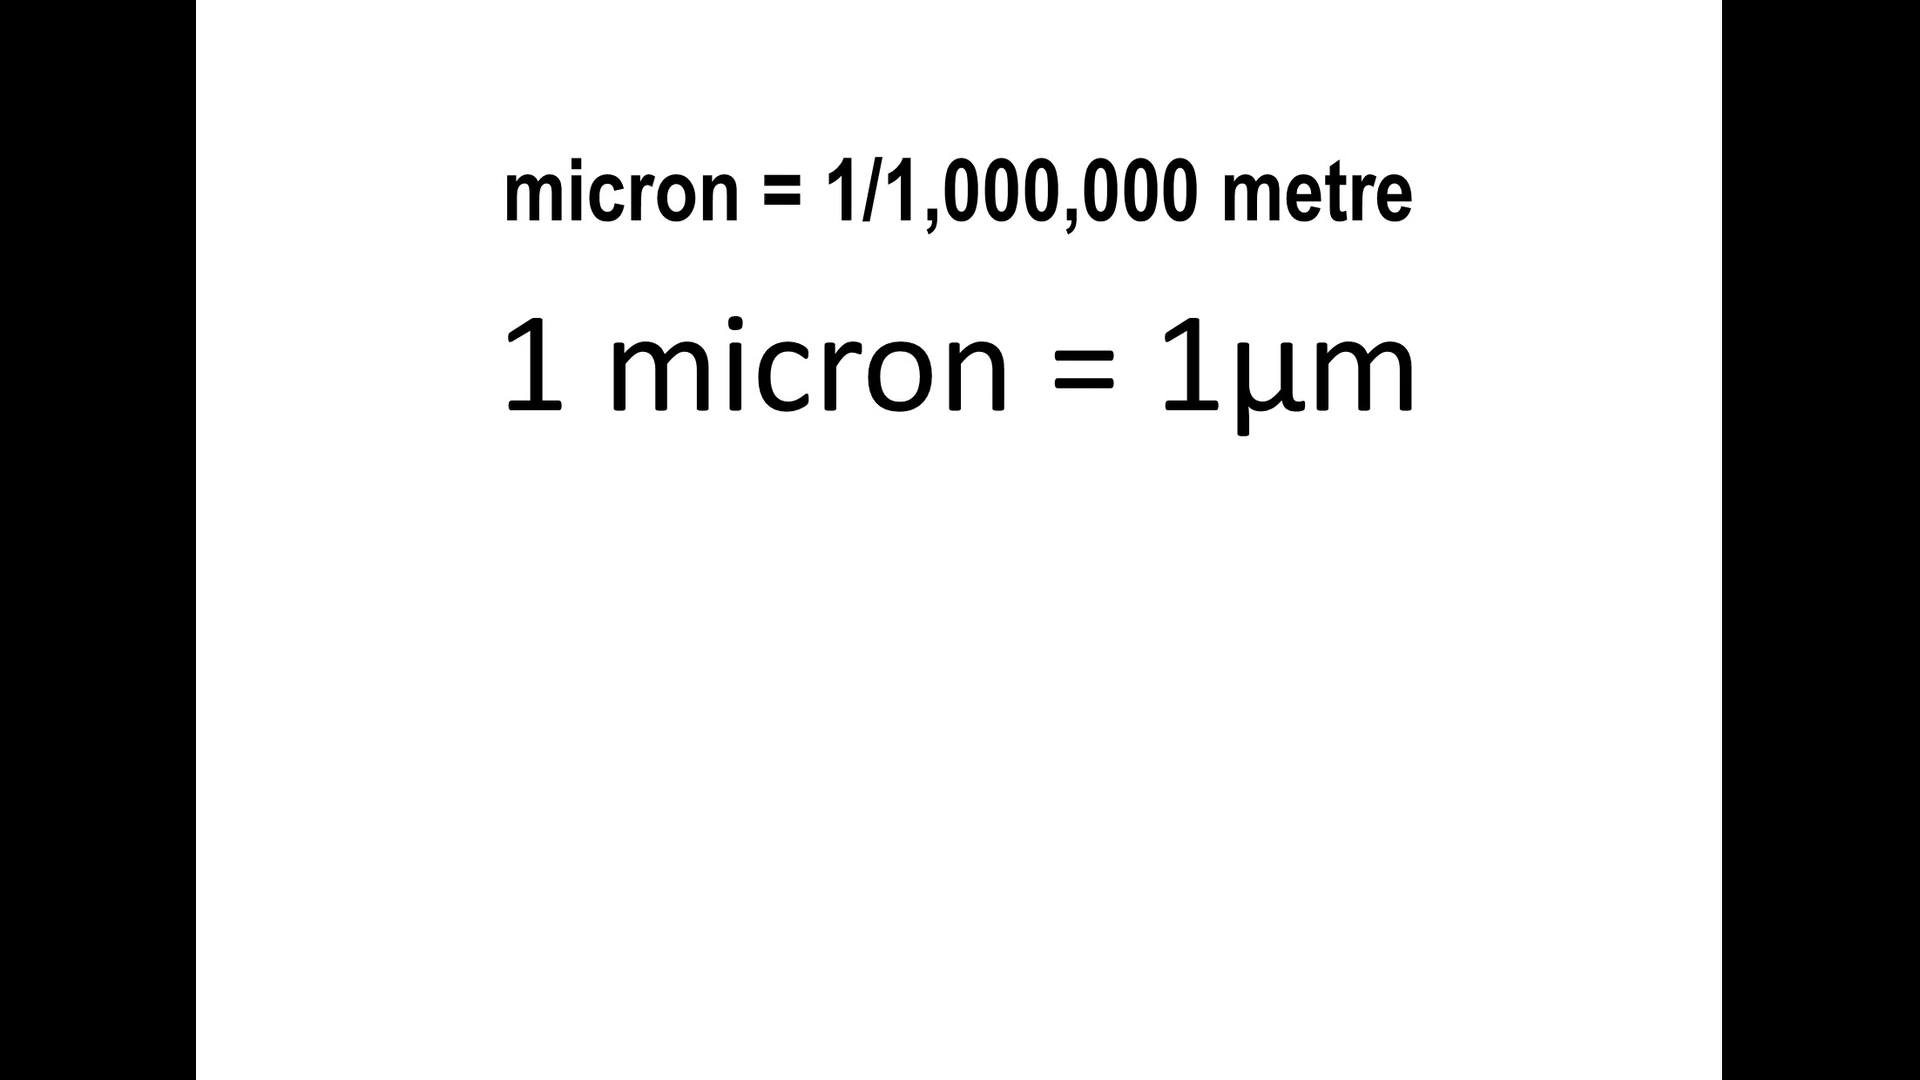 micron = 1/1,000,000 metre
1 micron = 1µm